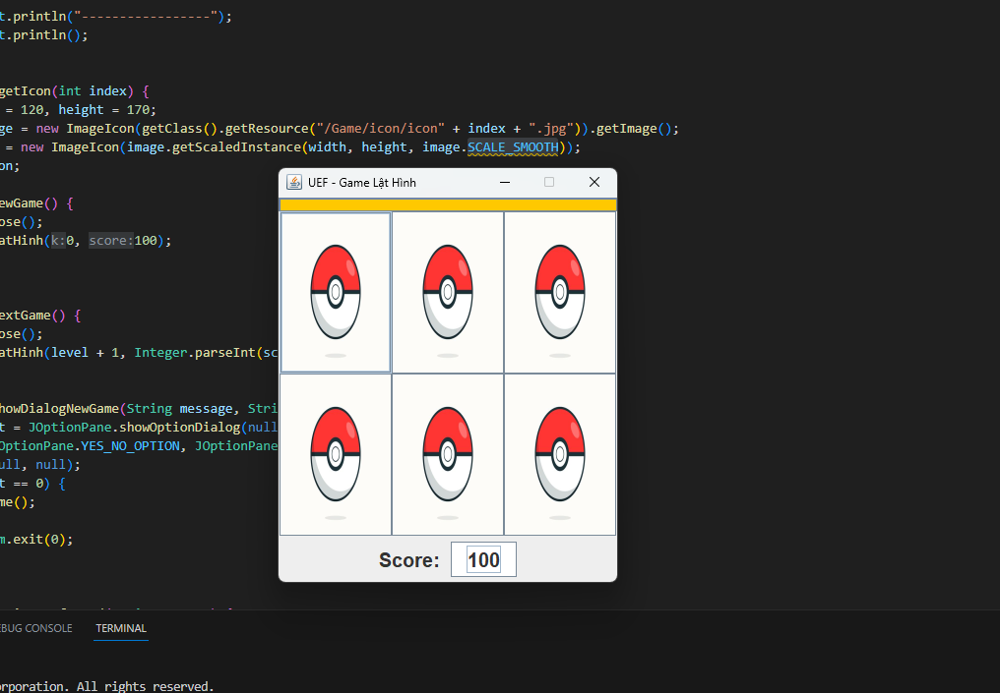 t.println("-----------------");
t.println();
getIcon(int index) {
= 120, height = 170;
ge = new ImageIcon(getClass().getResource("/Game/icon/icon" + index + ".jpg")).getImage();
= new ImageIcon(image.getScaledInstance(width, height, image.SCALE_SMOOTH));
on;
ewGame() {
ose();
atHinh(k:0, score:100);
extGame() {
ose();
atHinh(level + 1, Integer.parseInt(sc
howDialogNewGame(String message, Stri
t = JOptionPane.showOptionDialog(null
OptionPane.YES_NO_OPTION, JOptionPane
ull, null);
t == 0) {
me();
m.exit(0);
UEF - Game Lật Hình
Score: 100
EBUG CONSOLE TERMINAL
orporation. All rights reserved.